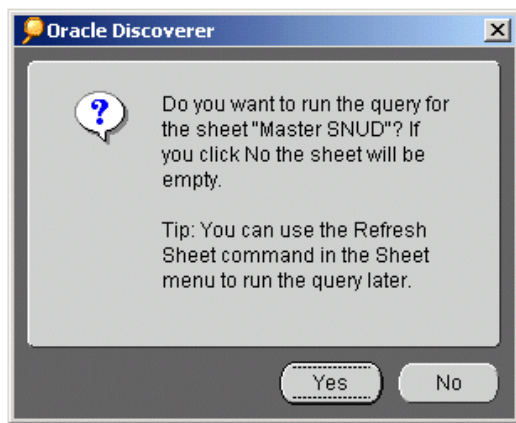 Oracle Discoverer
?
Do you want to run the query for
the sheet "Master SNUD"? If
you click No the sheet will be
empty.
Tip: You can use the Refresh
Sheet command in the Sheet
menu to run the query later.
Yes
No